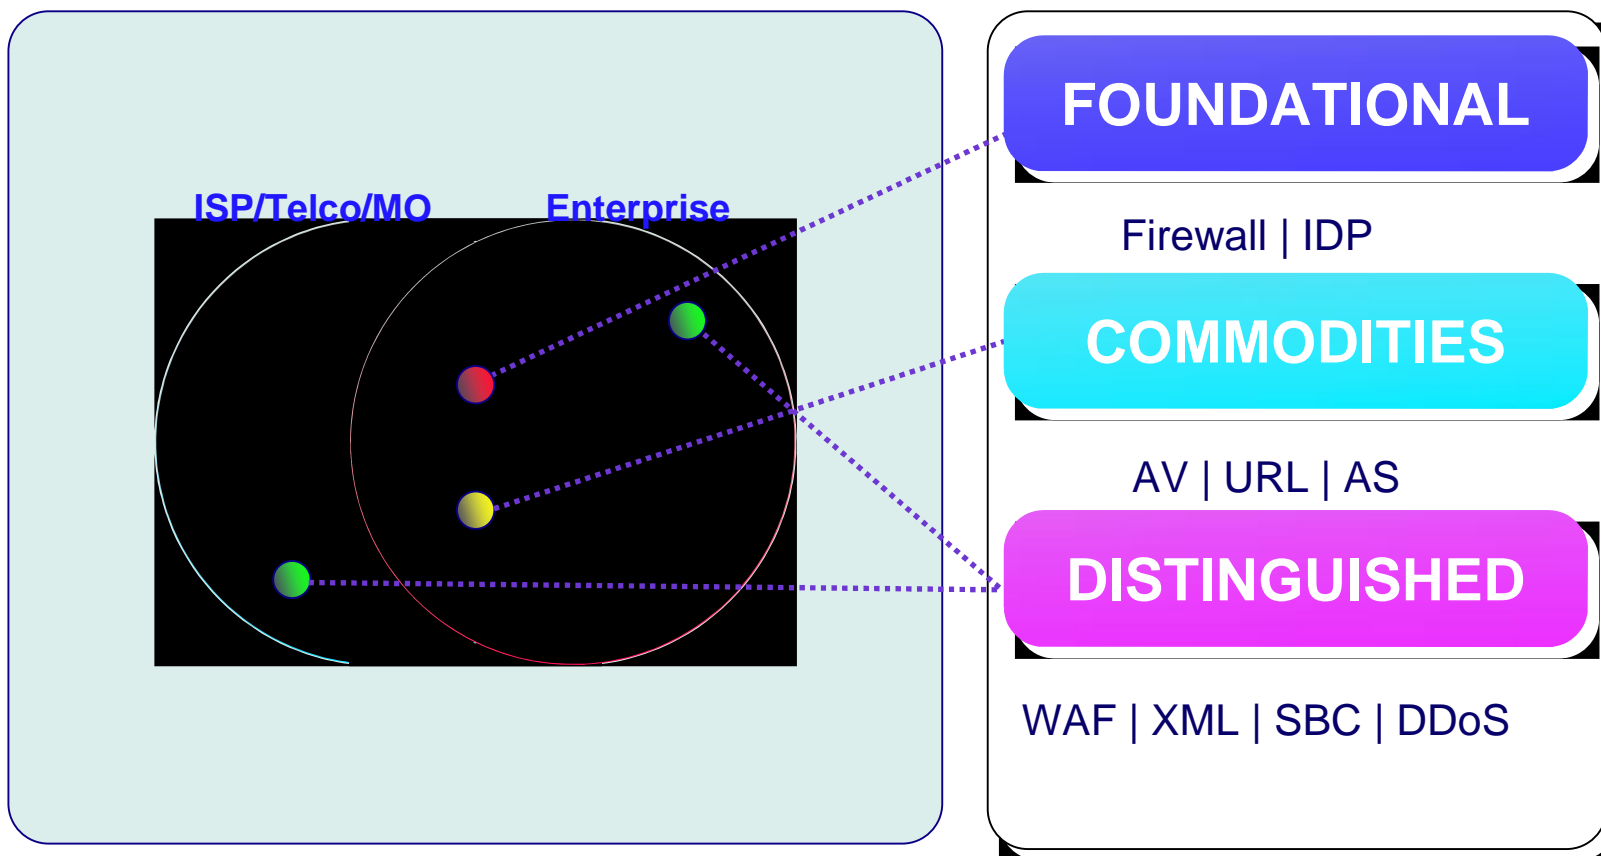 ISP/Telco/MO
Enterprise
FOUNDATIONAL
Firewall | IDP
COMMODITIES
AV | URL | AS
DISTINGUISHED
WAF | XML | SBC | DDoS